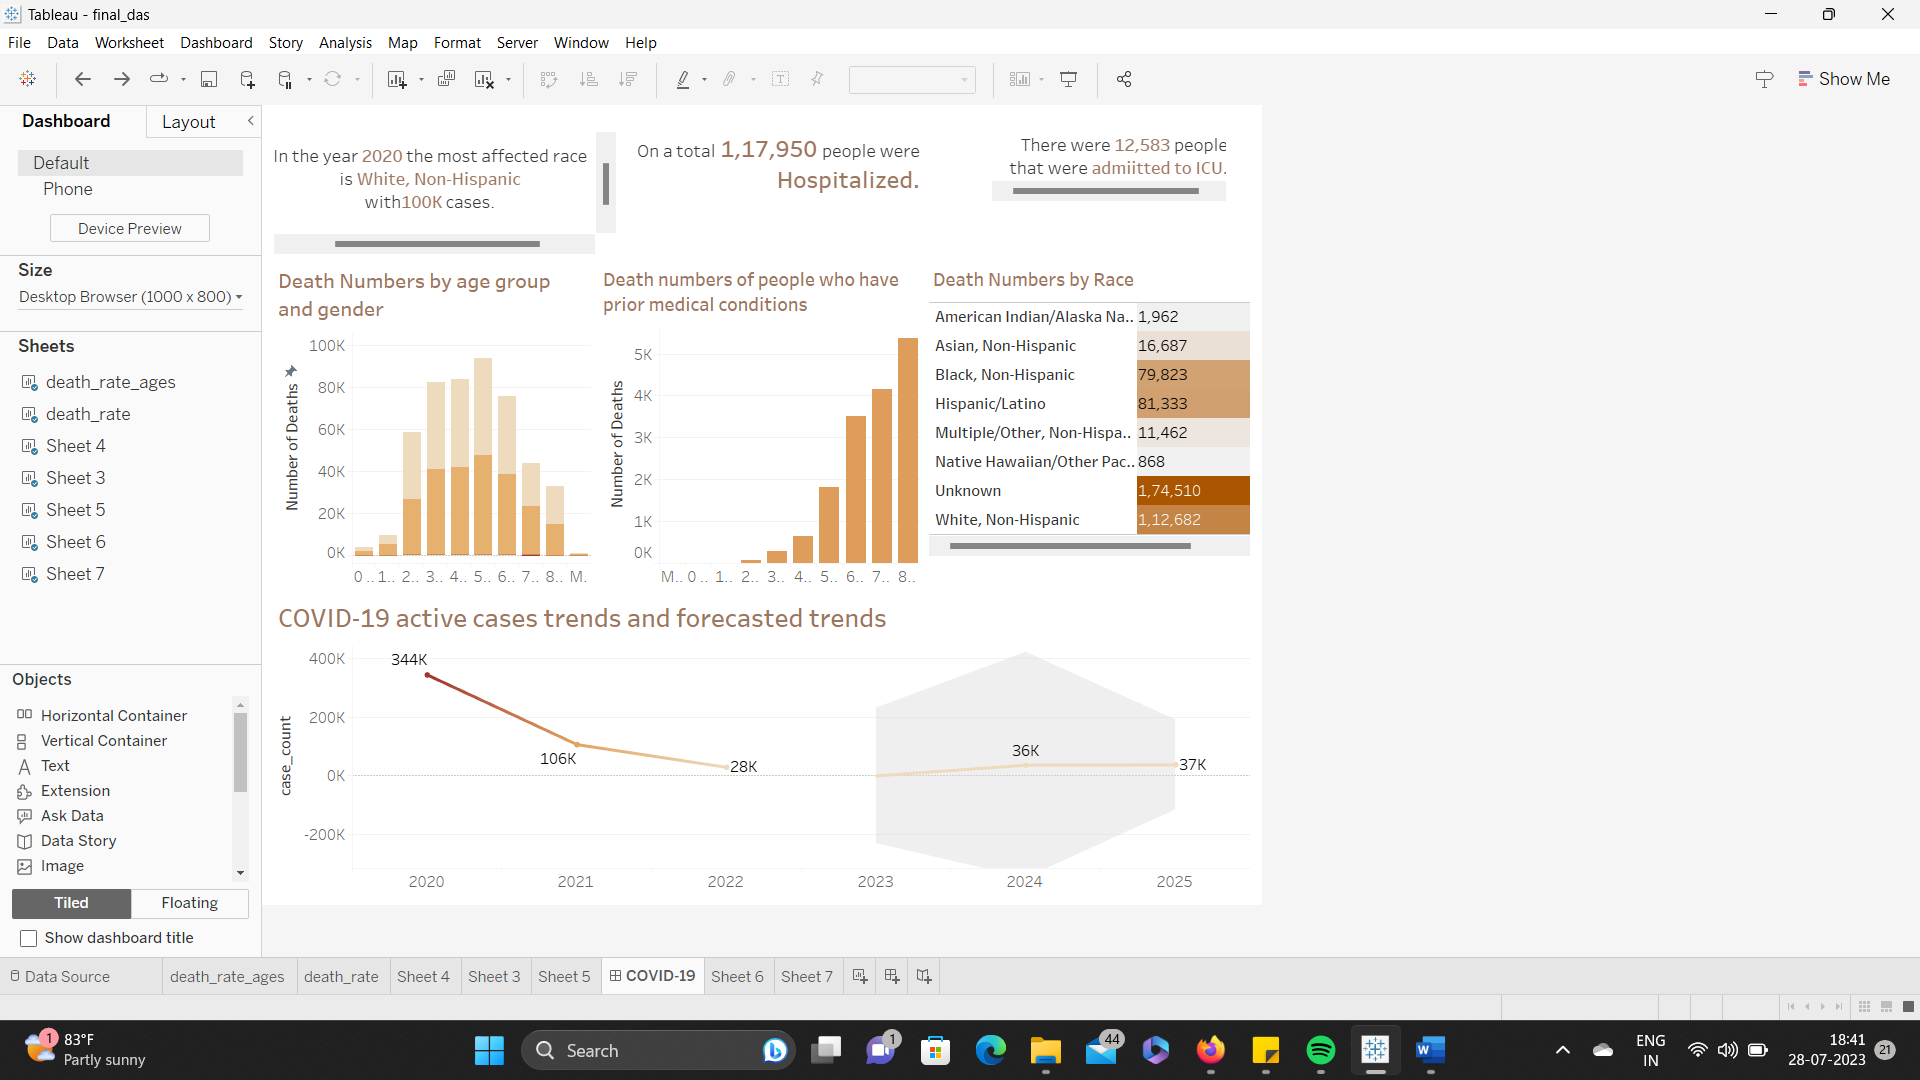 Tableau - final_das
File Data Worksheet Dashboard Story Analysis Map Format Server Window Help
Show Me
Dashboard Layout
Default
Phone
Device Preview
Size
Desktop Browser (1000 x 800)
Sheets
death_rate_ages
death_rate
Sheet 4
Sheet 3
Sheet 5
Sheet 6
Sheet 7
Objects
Horizontal Container
Vertical Container
Text
Extension
Ask Data
Data Story
Image
Tiled Floating
Show dashboard title
In the year 2020 the most affected race
is White, Non-Hispanic
with100K cases.
On a total 1,17,950 people were
Hospitalized.
There were 12,583 people
that were admiitted to ICU.
Death Numbers by age group
and gender
Number of Deaths
100K
80K
60K
40K
20K
0K
0 .. 1.. 2.. 3.. 4.. 5.. 6.. 7.. 8.. M.
Death numbers of people who have
prior medical conditions
Number of Deaths
5K
4K
3K
2K
1K
0K
M.. 0 .. 1.. 2.. 3.. 4.. 5.. 6.. 7.. 8..
Death Numbers by Race
American Indian/Alaska Na.. 1,962
Asian, Non-Hispanic 16,687
Black, Non-Hispanic 79,823
Hispanic/Latino 81,333
Multiple/Other, Non-Hispa.. 11,462
Native Hawaiian/Other Pac.. 868
Unknown 1,74,510
White, Non-Hispanic 1,12,682
COVID-19 active cases trends and forecasted trends
case_count
400K
200K
0K
-200K
344K
106K
28K
36K
37K
2020 2021 2022 2023 2024 2025
Data Source death_rate_ages death_rate Sheet 4 Sheet 3 Sheet 5 COVID-19 Sheet 6 Sheet 7
1
83°F
Partly sunny
Search
1
44
ENG
IN
18:41
28-07-2023
21